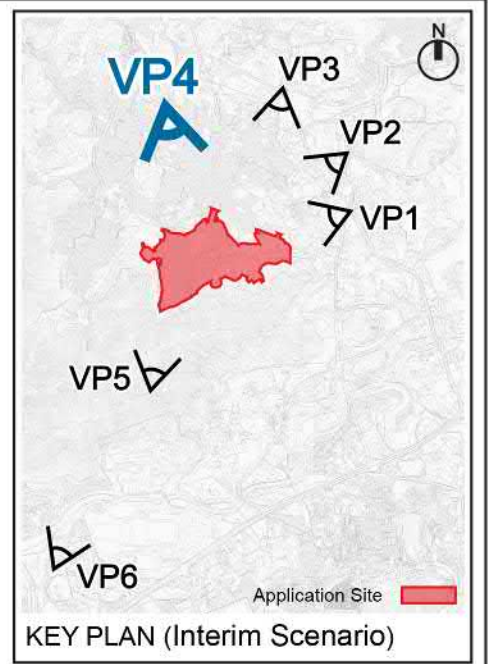 N
VP4
VP3
VP2
VP1
VP5
VP6
Application Site
KEY PLAN (Interim Scenario)